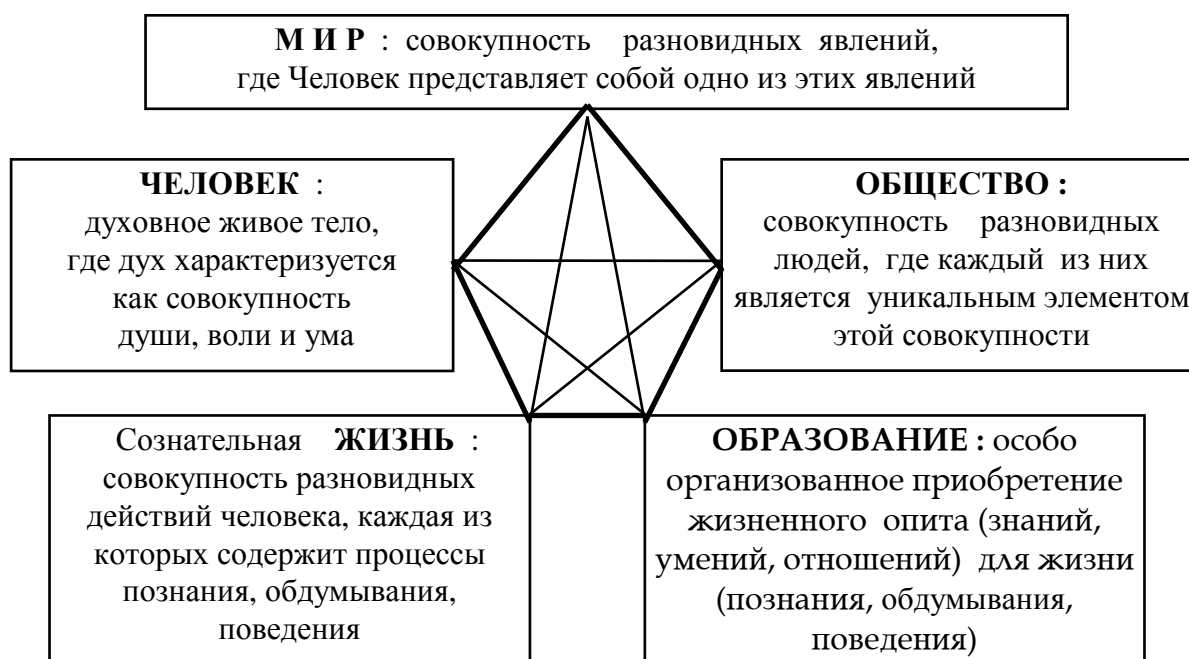 М И Р : совокупность разновидных явлений,
где Человек представляет собой одно из этих явлений
ЧЕЛОВЕК :
духовное живое тело,
где дух характеризуется
как совокупность
души, воли и ума
ОБЩЕСТВО :
совокупность разновидных
людей, где каждый из них
является уникальным элементом
этой совокупности
Сознательная ЖИЗНЬ :
совокупность разновидных
действий человека, каждая из
которых содержит процессы
познания, обдумывания,
поведения
ОБРАЗОВАНИЕ : особо
организованное приобретение
жизненного опита (знаний,
умений, отношений) для жизни
(познания, обдумывания,
поведения)